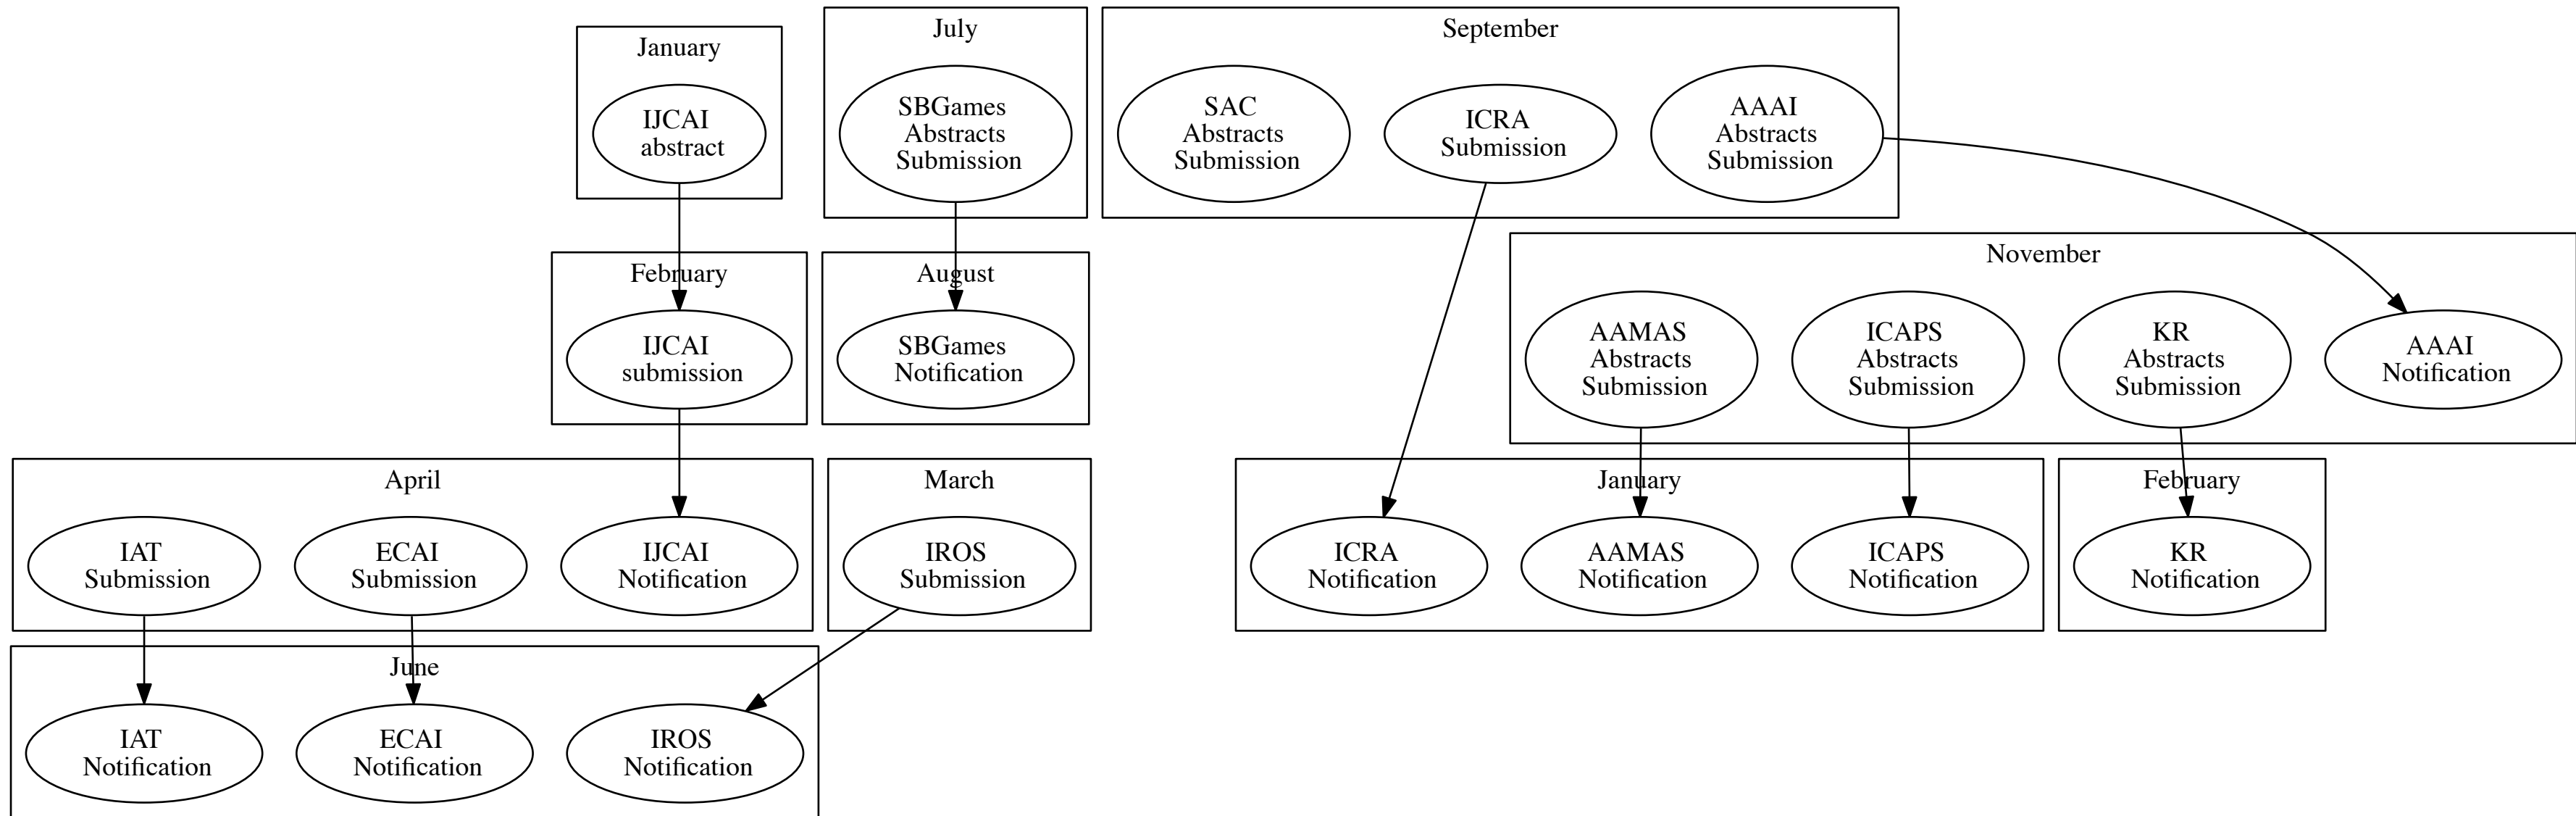 January
IJCAI
abstract
July
SBGames
Abstracts
Submission
September
SAC
Abstracts
Submission
ICRA
Submission
AAAI
Abstracts
Submission
February
IJCAI
submission
August
SBGames
Notification
November
AAMAS
Abstracts
Submission
ICAPS
Abstracts
Submission
KR
Abstracts
Submission
AAAI
Notification
April
IAT
Submission
ECAI
Submission
IJCAI
Notification
March
IROS
Submission
January
ICRA
Notification
AAMAS
Notification
ICAPS
Notification
February
KR
Notification
June
IAT
Notification
ECAI
Notification
IROS
Notification